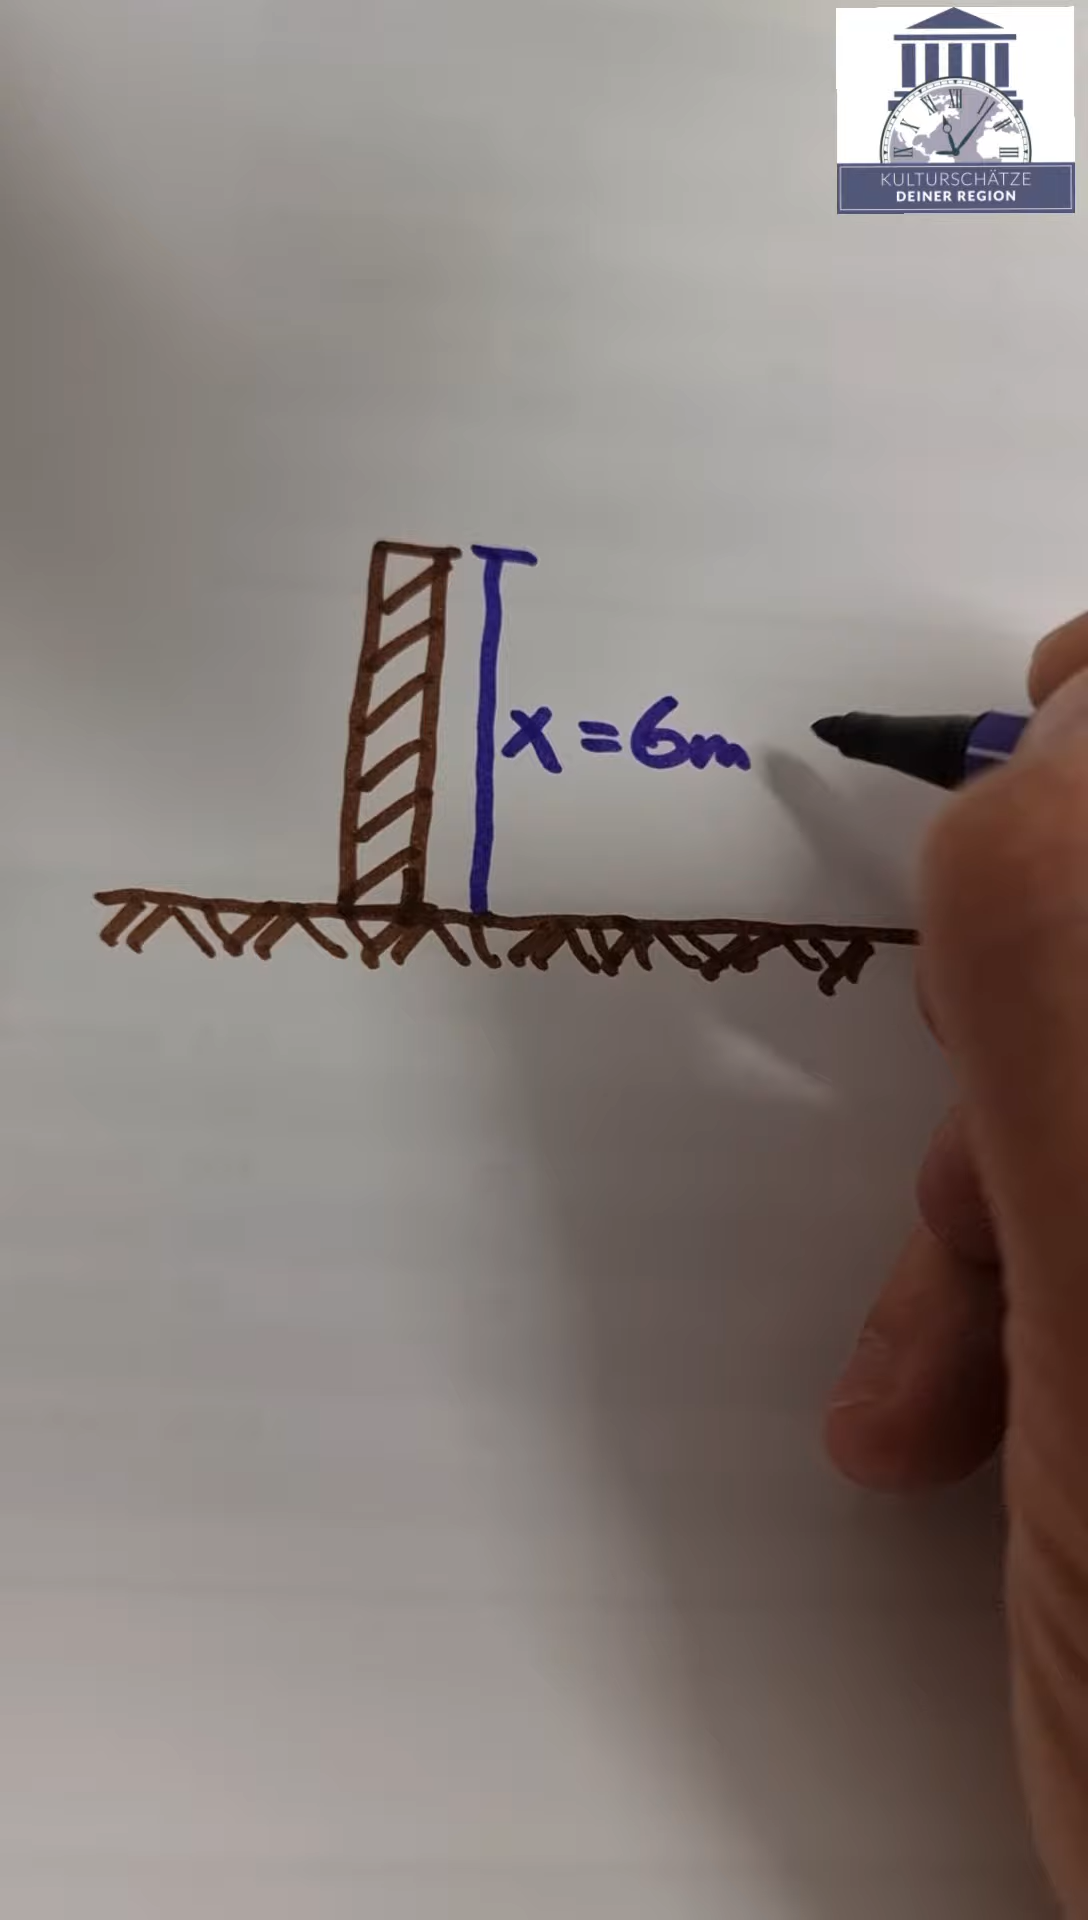 KULTURSCHÄTZE
DEINER REGION
x = 6m